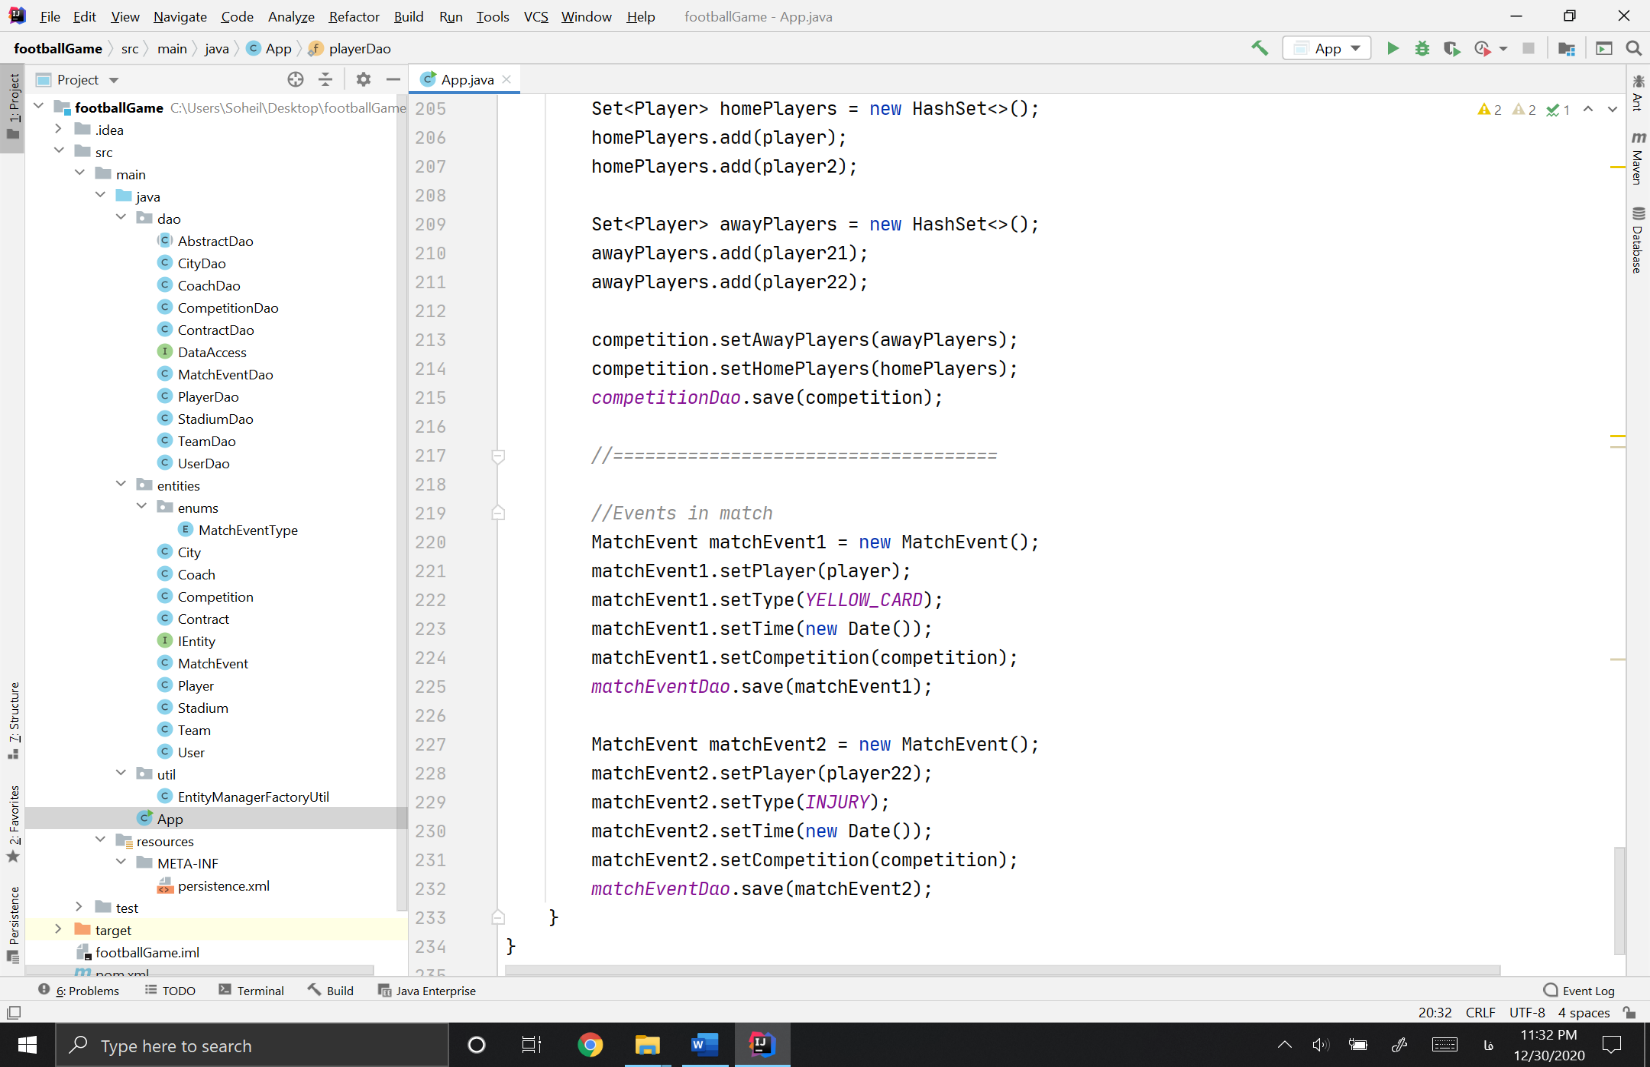 File Edit View Navigate Code Analyze Refactor Build Run Tools VCS Window Help footballGame - App.java
footballGame src main java App playerDao
App
Project
App.java
1: Project
7: Structure
2: Favorites
Persistence
footballGame C:\Users\Soheil\Desktop\footballGame
.idea
src
main
java
dao
AbstractDao
CityDao
CoachDao
CompetitionDao
ContractDao
DataAccess
MatchEventDao
PlayerDao
StadiumDao
TeamDao
UserDao
entities
enums
MatchEventType
City
Coach
Competition
Contract
IEntity
MatchEvent
Player
Stadium
Team
User
util
EntityManagerFactoryUtil
App
resources
META-INF
persistence.xml
test
target
footballGame.iml
pom.xml
205 Set<Player> homePlayers = new HashSet<>();
206 homePlayers.add(player);
207 homePlayers.add(player2);
208
209 Set<Player> awayPlayers = new HashSet<>();
210 awayPlayers.add(player21);
211 awayPlayers.add(player22);
212
213 competition.setAwayPlayers(awayPlayers);
214 competition.setHomePlayers(homePlayers);
215 competitionDao.save(competition);
216
217 //====================================
218
219 //Events in match
220 MatchEvent matchEvent1 = new MatchEvent();
221 matchEvent1.setPlayer(player);
222 matchEvent1.setType(YELLOW_CARD);
223 matchEvent1.setTime(new Date());
224 matchEvent1.setCompetition(competition);
225 matchEventDao.save(matchEvent1);
226
227 MatchEvent matchEvent2 = new MatchEvent();
228 matchEvent2.setPlayer(player22);
229 matchEvent2.setType(INJURY);
230 matchEvent2.setTime(new Date());
231 matchEvent2.setCompetition(competition);
232 matchEventDao.save(matchEvent2);
233 }
234 }
235
2 2 1
Ant
Maven
Database
6: Problems TODO Terminal Build Java Enterprise Event Log
20:32 CRLF UTF-8 4 spaces
Type here to search
فا
11:32 PM
12/30/2020